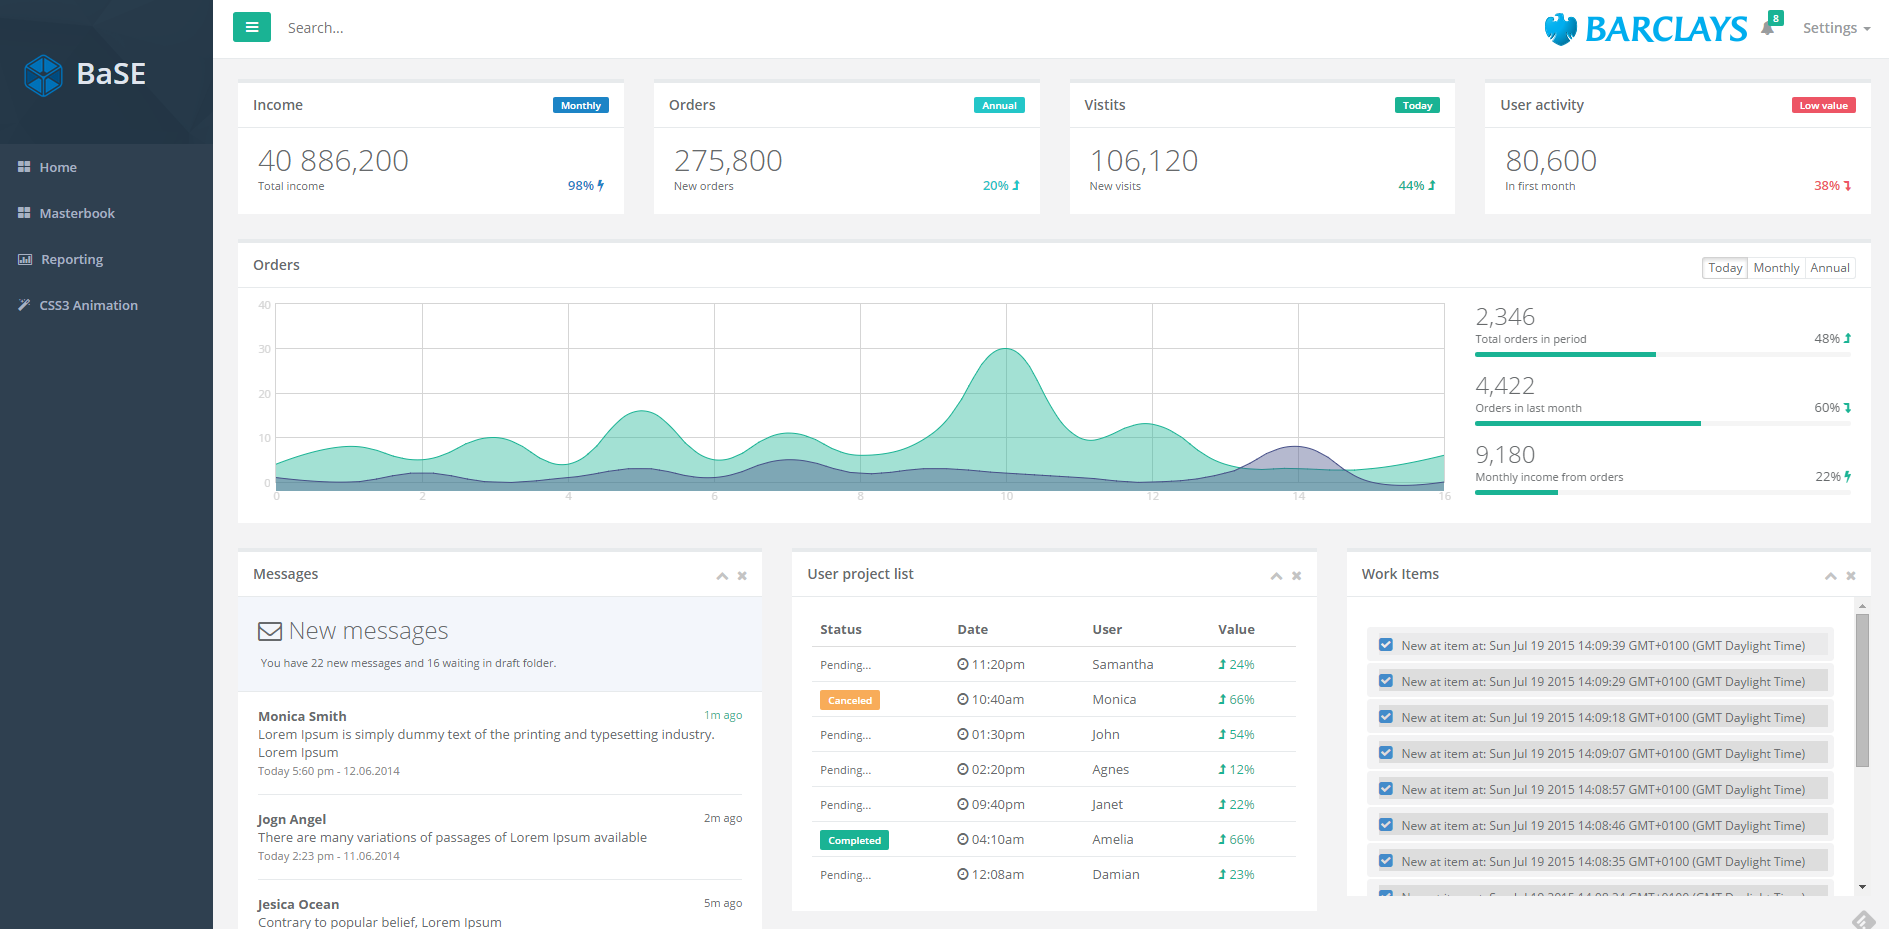 BaSE
Home
Masterbook
Reporting
CSS3 Animation
Search...
BARCLAYS
8
Settings
Income
Monthly
40 886,200
Total income
98%
Orders
Annual
275,800
New orders
20%
Vistits
Today
106,120
New visits
44%
User activity
Low value
80,600
In first month
38%
Orders
Today Monthly Annual
40
30
20
10
0
0 2 4 6 8 10 12 14 16
2,346
Total orders in period
48%
4,422
Orders in last month
60%
9,180
Monthly income from orders
22%
Messages
New messages
You have 22 new messages and 16 waiting in draft folder.
Monica Smith
1m ago
Lorem Ipsum is simply dummy text of the printing and typesetting industry.
Lorem Ipsum
Today 5:60 pm - 12.06.2014
Jogn Angel
2m ago
There are many variations of passages of Lorem Ipsum available
Today 2:23 pm - 11.06.2014
Jesica Ocean
5m ago
Contrary to popular belief, Lorem Ipsum
User project list
Status Date User Value
Pending... 11:20pm Samantha 24%
Canceled 10:40am Monica 66%
Pending... 01:30pm John 54%
Pending... 02:20pm Agnes 12%
Pending... 09:40pm Janet 22%
Completed 04:10am Amelia 66%
Pending... 12:08am Damian 23%
Work Items
New at item at: Sun Jul 19 2015 14:09:39 GMT+0100 (GMT Daylight Time)
New at item at: Sun Jul 19 2015 14:09:29 GMT+0100 (GMT Daylight Time)
New at item at: Sun Jul 19 2015 14:09:18 GMT+0100 (GMT Daylight Time)
New at item at: Sun Jul 19 2015 14:09:07 GMT+0100 (GMT Daylight Time)
New at item at: Sun Jul 19 2015 14:08:57 GMT+0100 (GMT Daylight Time)
New at item at: Sun Jul 19 2015 14:08:46 GMT+0100 (GMT Daylight Time)
New at item at: Sun Jul 19 2015 14:08:35 GMT+0100 (GMT Daylight Time)